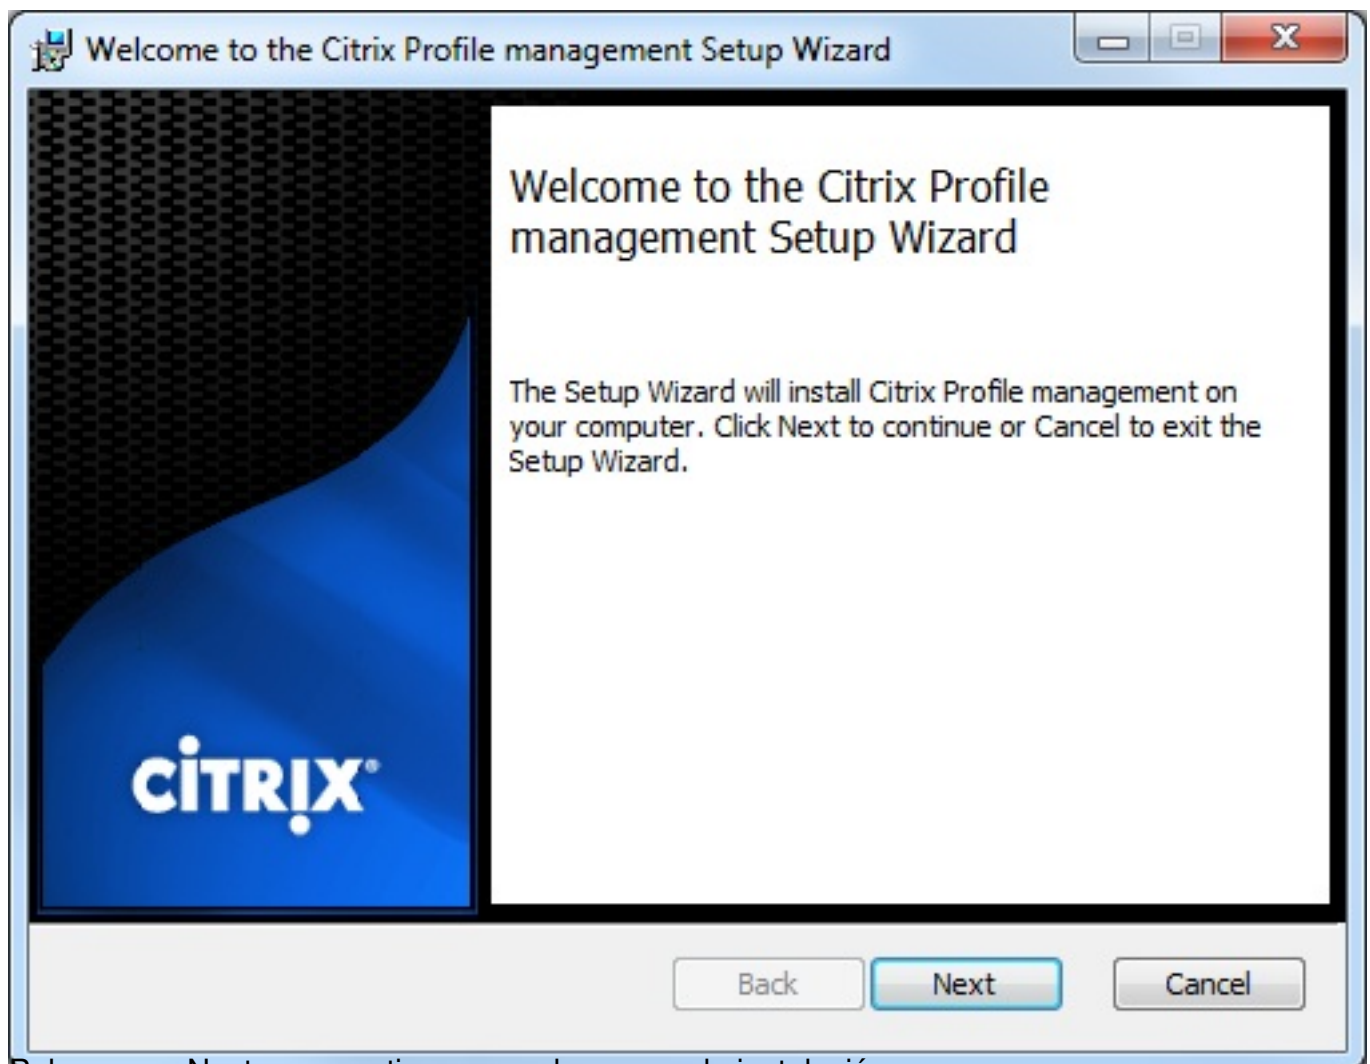 Welcome to the Citrix Profile management Setup Wizard
Welcome to the Citrix Profile
management Setup Wizard
The Setup Wizard will install Citrix Profile management on
your computer. Click Next to continue or Cancel to exit the
Setup Wizard.
CITRIX®
Back
Next
Cancel